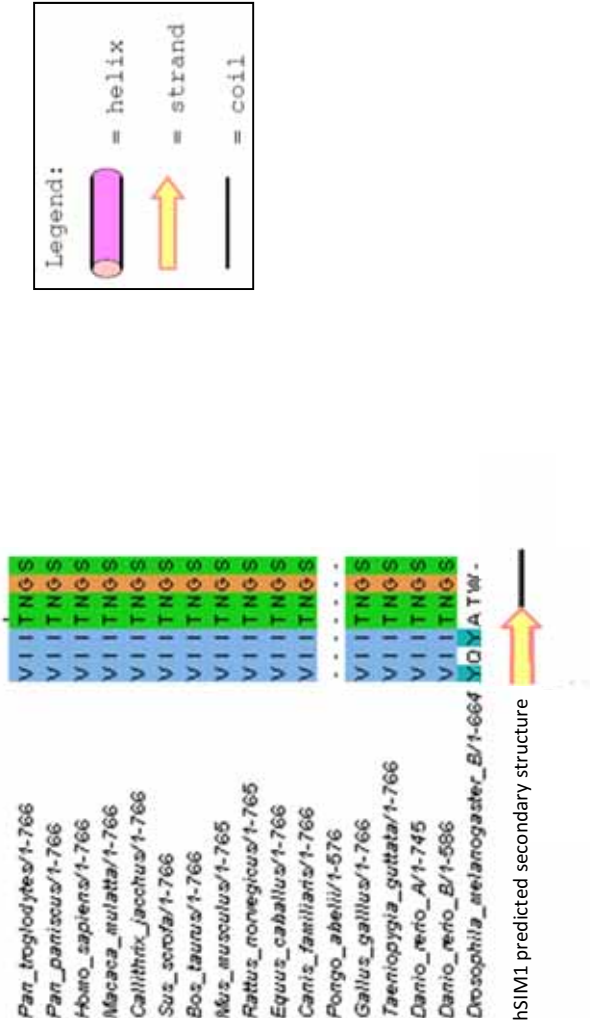 Legend:
= helix
= strand
= coil
Pan_troglodytes/1-766 V I I T N G S
Pan_paniscus/1-766 V I I T N G S
Homo_sapiens/1-766 V I I T N G S
Macaca_mulatta/1-766 V I I T N G S
Callithrix_jacchus/1-766 V I I T N G S
Sus_scrofa/1-766 V I I T N G S
Bos_taurus/1-766 V I I T N G S
Mus_musculus/1-765 V I I T N G S
Rattus_norvegicus/1-765 V I I T N G S
Equus_caballus/1-766 V I I T N G S
Canis_familiaris/1-766 V I I T N G S
Pongo_abelii/1-576 - - - - - - -
Gallus_galllus/1-766 V I I T N G S
Taeniopygia_guttata/1-766 V I I T N G S
Danio_rerio_A/1-745 V I I T N G S
Danio_rerio_B/1-586 V I I T N G S
Drosophila_melanogaster_B/1-664 Y Q Y A T W -
hSIM1 predicted secondary structure